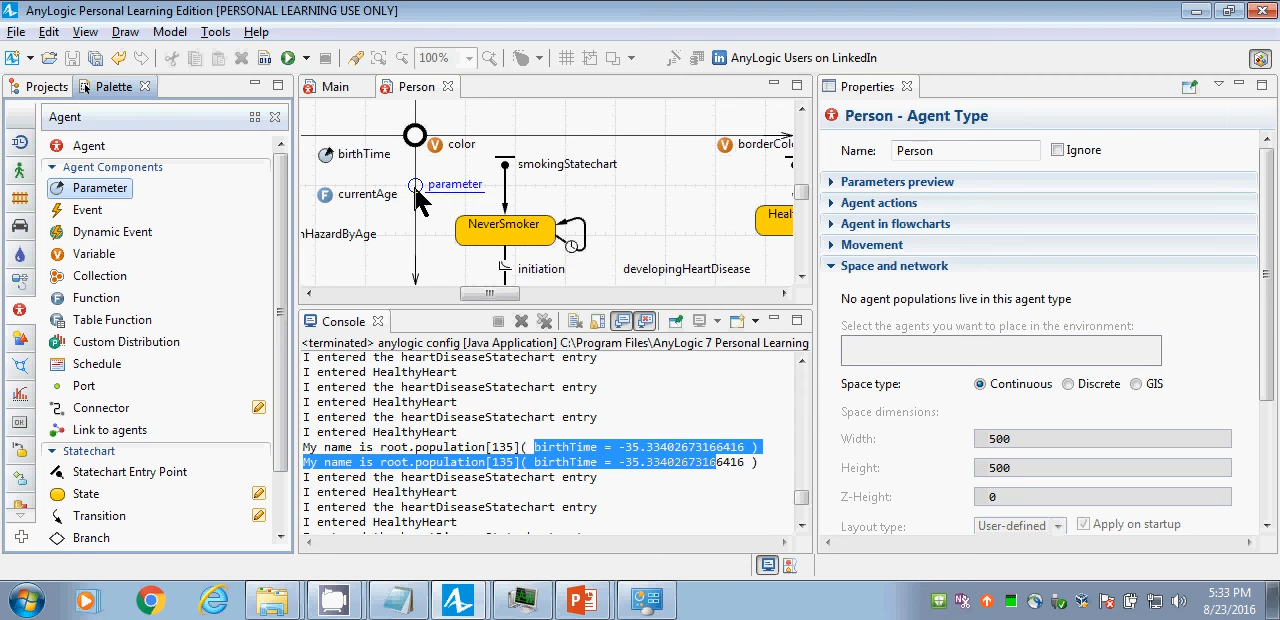 AnyLogic Personal Learning Edition [PERSONAL LEARNING USE ONLY]
File Edit View Draw Model Tools Help
100% AnyLogic Users on LinkedIn
Projects Palette
Agent
Agent
Agent Components
Parameter
Event
Dynamic Event
Variable
Collection
Function
Table Function
Custom Distribution
Schedule
Port
Connector
Link to agents
Statechart
Statechart Entry Point
State
Transition
Branch
Main Person
color
borderCol
birthTime
smokingStatechart
parameter
currentAge
NeverSmoker
Heal
nHazardByAge
initiation
developingHeartDisease
Console
<terminated> anylogic config [Java Application] C:\Program Files\AnyLogic 7 Personal Learning
I entered the heartDiseaseStatechart entry
I entered HealthyHeart
I entered the heartDiseaseStatechart entry
I entered HealthyHeart
I entered the heartDiseaseStatechart entry
I entered HealthyHeart
My name is root.population[135]( birthTime = -35.33402673166416 )
My name is root.population[135]( birthTime = -35.33402673166416 )
I entered the heartDiseaseStatechart entry
I entered HealthyHeart
I entered the heartDiseaseStatechart entry
I entered HealthyHeart
I entered the heartDiseaseStatechart entry
Properties
Person - Agent Type
Name: Person Ignore
Parameters preview
Agent actions
Agent in flowcharts
Movement
Space and network
No agent populations live in this agent type
Select the agents you want to place in the environment:
Space type: Continuous Discrete GIS
Space dimensions:
Width: 500
Height: 500
Z-Height: 0
Layout type: User-defined Apply on startup
5:33 PM
8/23/2016